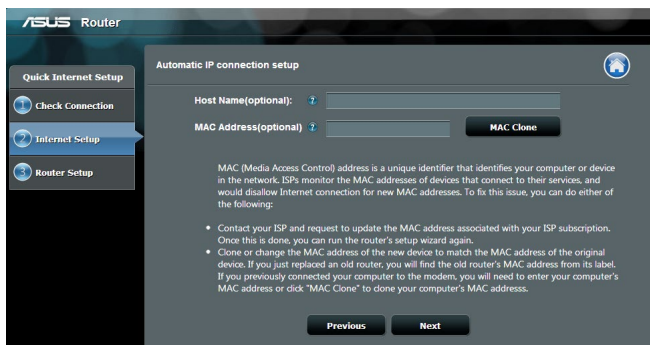 ASUS Router
Quick Internet Setup
1 Check Connection
2 Internet Setup
3 Router Setup
Automatic IP connection setup
Host Name(optional): ?
MAC Address(optional) ? MAC Clone
MAC (Media Access Control) address is a unique identifier that identifies your computer or device
in the network. ISPs monitor the MAC addresses of devices that connect to their services, and
would disallow Internet connection for new MAC addresses. To fix this issue, you can do either of
the following:
• Contact your ISP and request to update the MAC address associated with your ISP subscription.
Once this is done, you can run the router's setup wizard again.
• Clone or change the MAC address of the new device to match the MAC address of the original
device. If you just replaced an old router, you will find the old router's MAC address from its label.
If you previously connected your computer to the modem, you will need to enter your computer's
MAC address or click "MAC Clone" to clone your computer's MAC addresss.
Previous Next